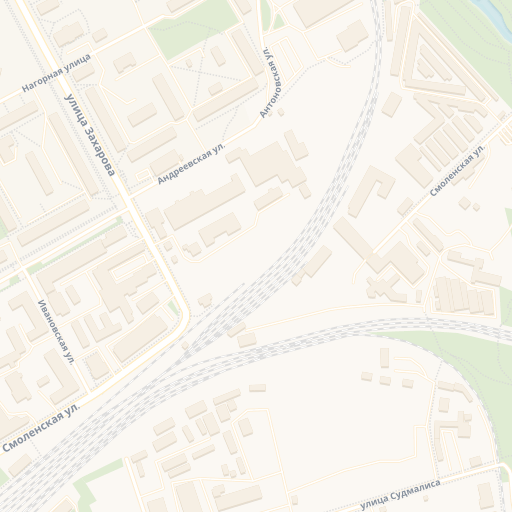 Нагорная улица
Антоновская ул.
улица Захарова
Андреевская ул.
Смоленская ул.
Ивановская ул.
Смоленская ул.
улица Судмалиса